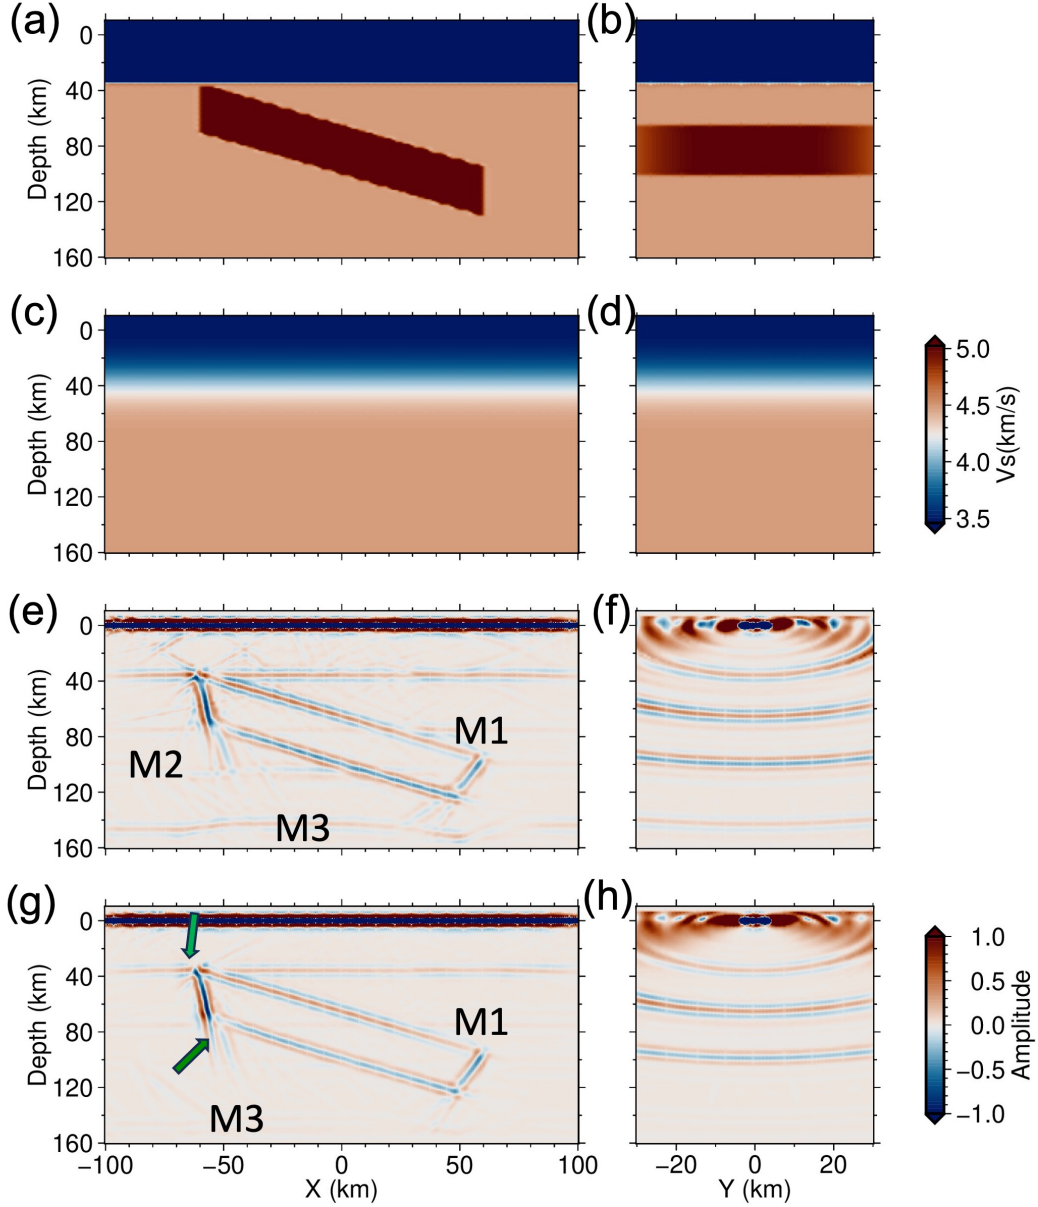 (a)
(b)
0
40
80
120
160
Depth (km)
(c)
(d)
0
40
80
120
160
Depth (km)
5.0
4.5
4.0
3.5
Vs(km/s)
(e)
(f)
0
40
80
120
160
Depth (km)
M1
M2
M3
(g)
(h)
0
40
80
120
160
Depth (km)
M1
M3
1.0
0.5
0.0
−0.5
−1.0
Amplitude
−100 −50 0 50 100
X (km)
−20 0 20
Y (km)